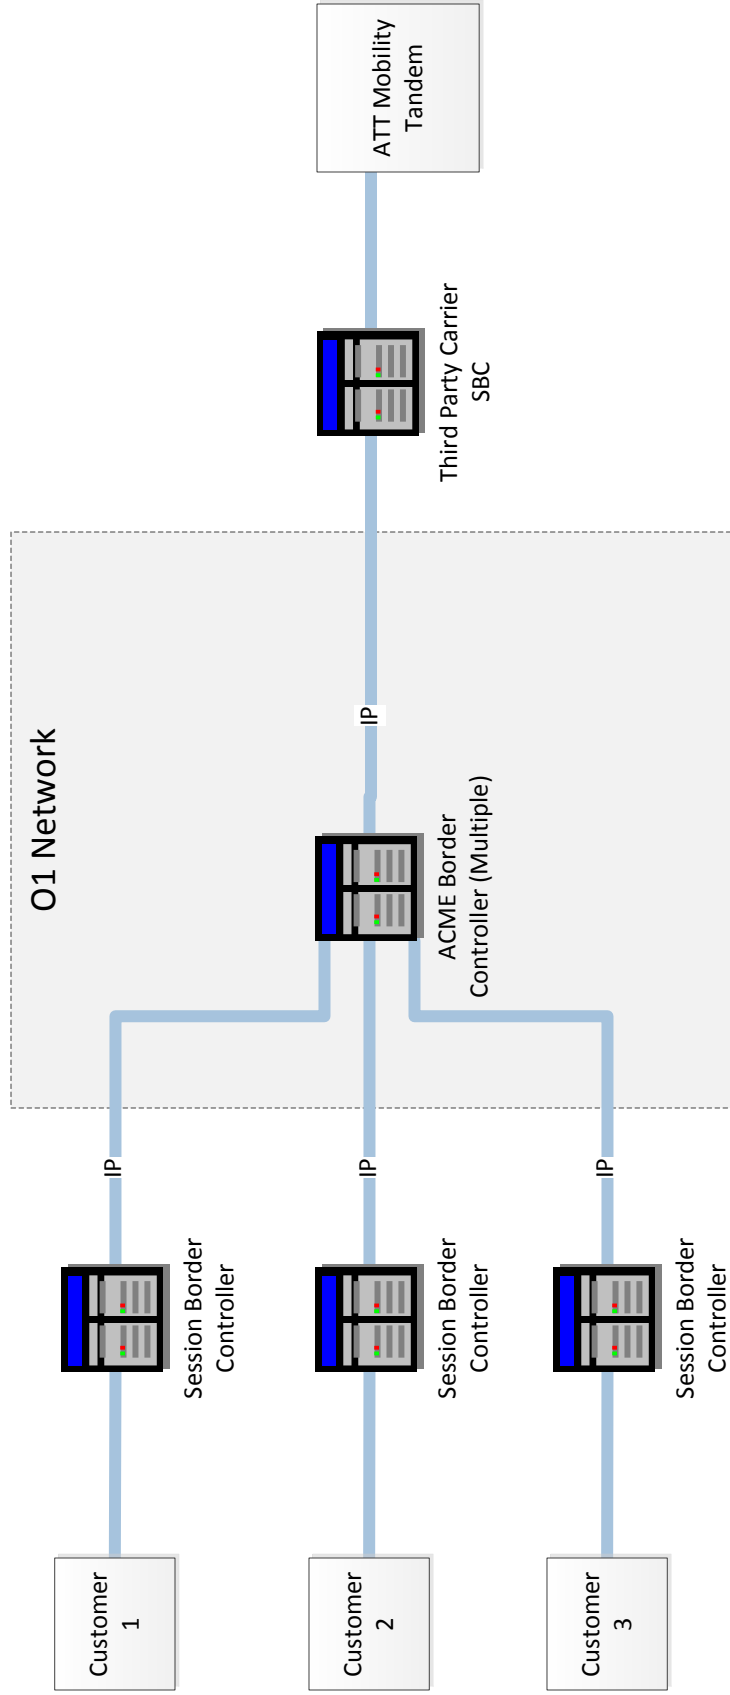 O1 Network
Customer
1
Session Border
Controller
IP
Customer
2
Session Border
Controller
IP
ACME Border
Controller (Multiple)
IP
Third Party Carrier
SBC
ATT Mobility
Tandem
Customer
3
Session Border
Controller
IP